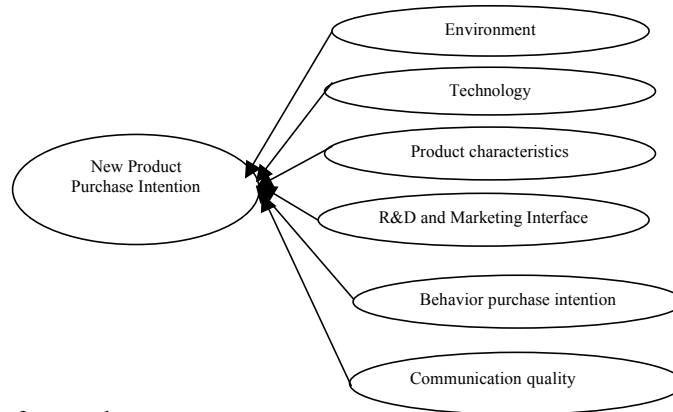 Environment
Technology
New Product
Purchase Intention
Product characteristics
R&D and Marketing Interface
Behavior purchase intention
Communication quality